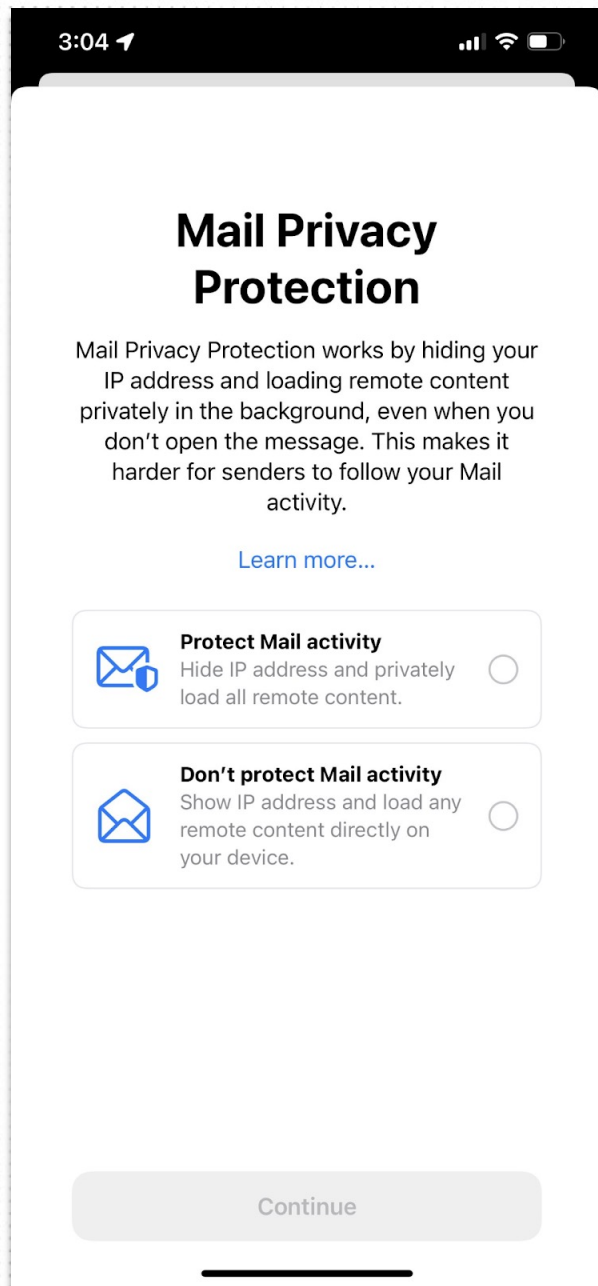 3:04
Mail Privacy
Protection
Mail Privacy Protection works by hiding your
IP address and loading remote content
privately in the background, even when you
don’t open the message. This makes it
harder for senders to follow your Mail
activity.
Learn more...
Protect Mail activity
Hide IP address and privately
load all remote content.
Don’t protect Mail activity
Show IP address and load any
remote content directly on
your device.
Continue